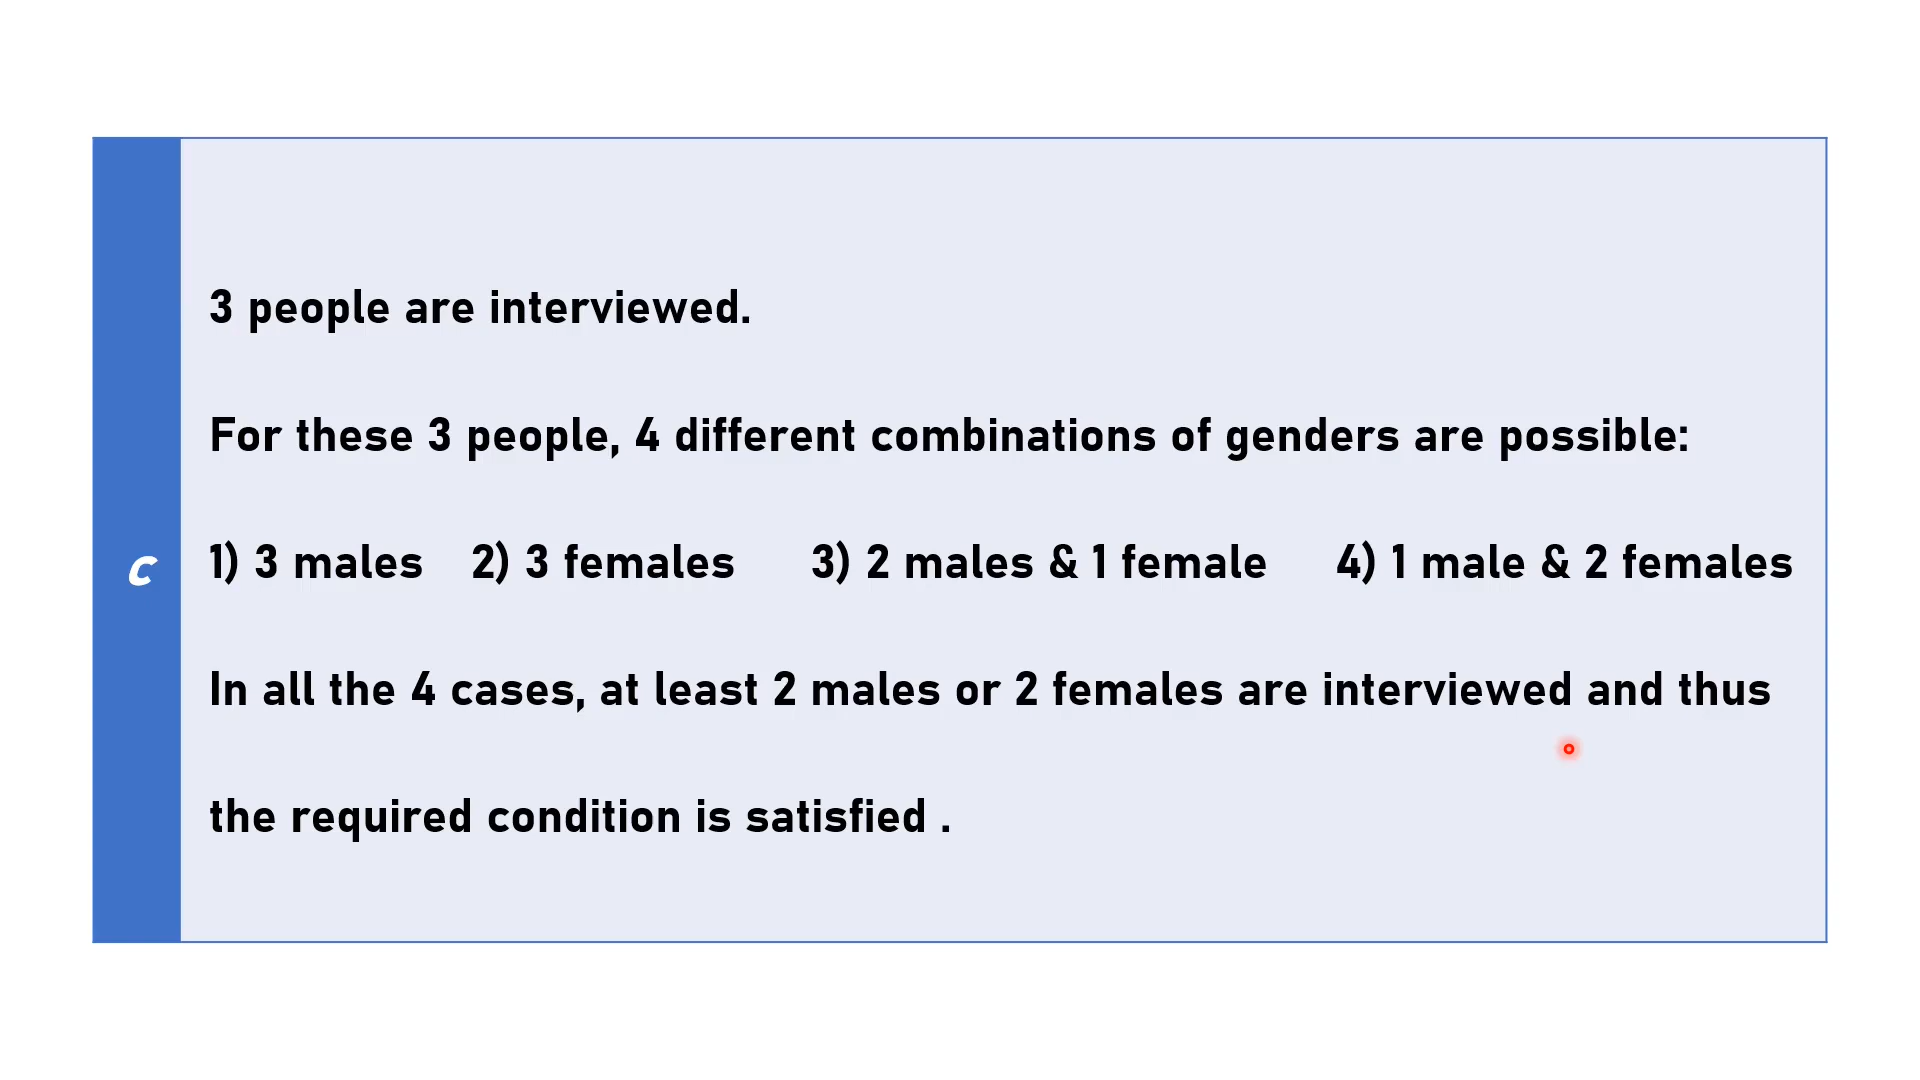 3 people are interviewed.
For these 3 people, 4 different combinations of genders are possible:
c
1) 3 males 2) 3 females 3) 2 males & 1 female 4) 1 male & 2 females
In all the 4 cases, at least 2 males or 2 females are interviewed and thus
the required condition is satisfied .